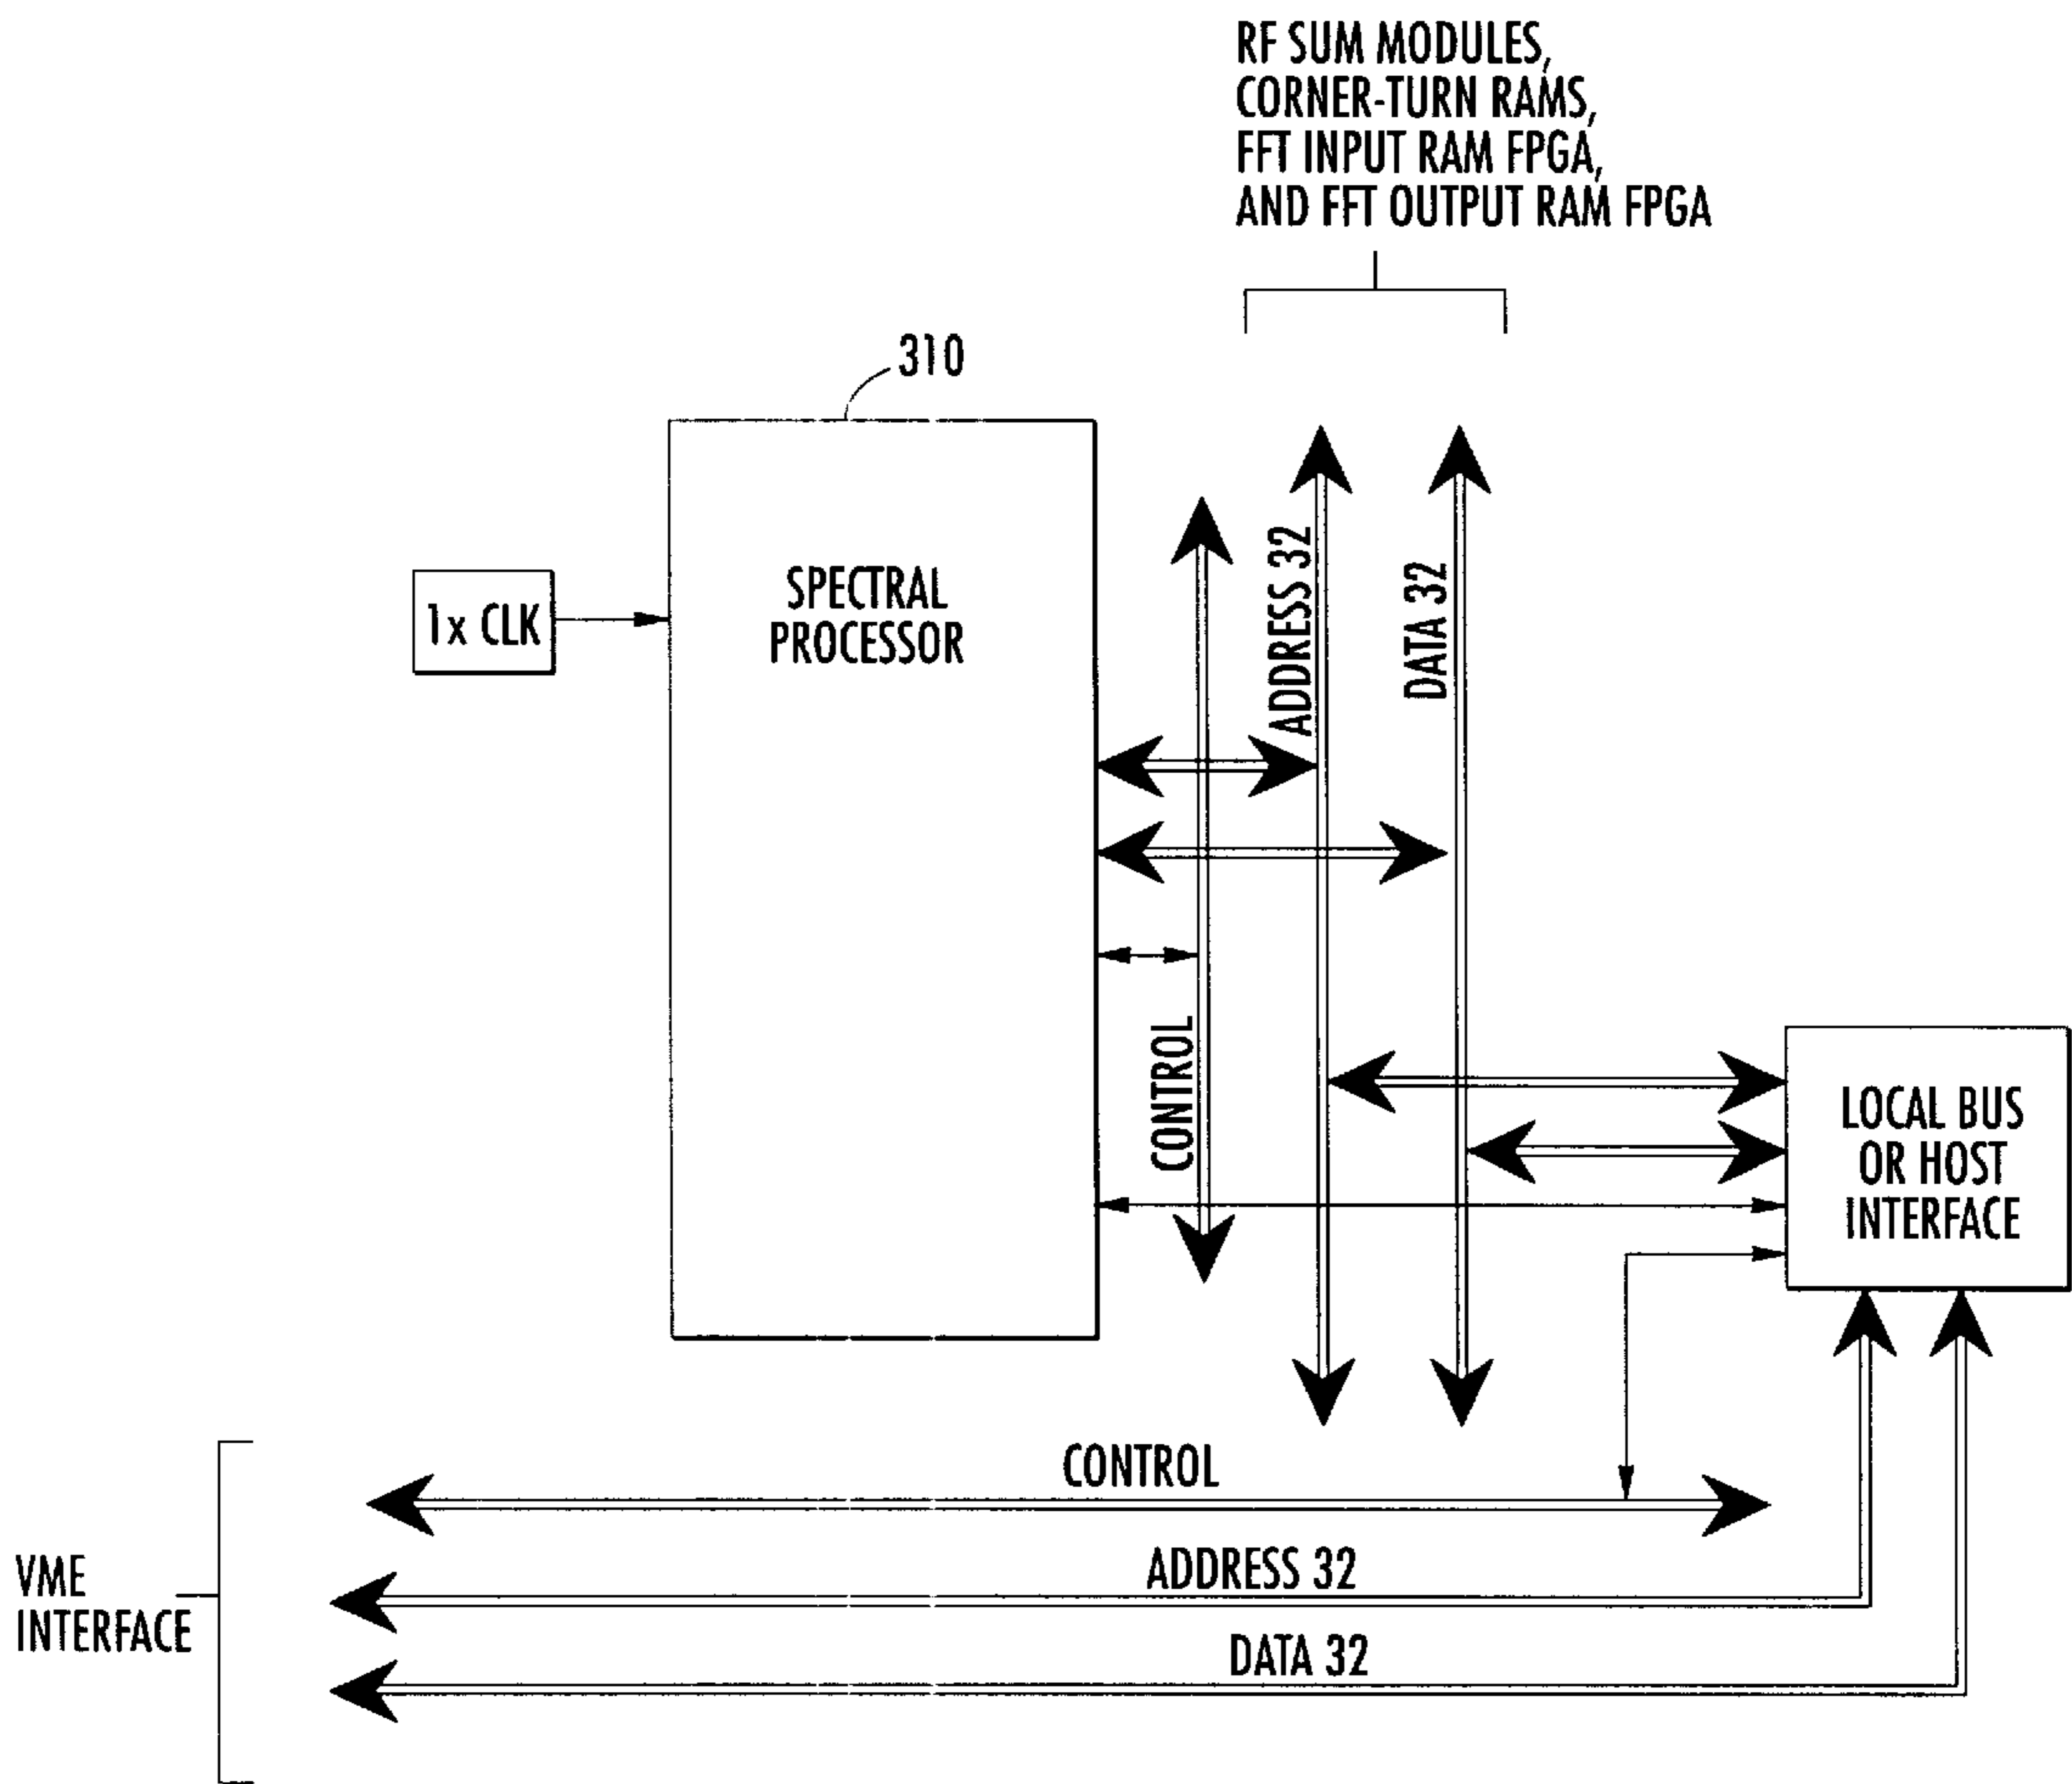 RF SUM MODULES,
CORNER-TURN RAMS,
FFT INPUT RAM FPGA,
AND FFT OUTPUT RAM FPGA
310
SPECTRAL
PROCESSOR
1x CLK
ADDRESS 32
DATA 32
CONTROL
LOCAL BUS
OR HOST
INTERFACE
CONTROL
ADDRESS 32
DATA 32
VME
INTERFACE